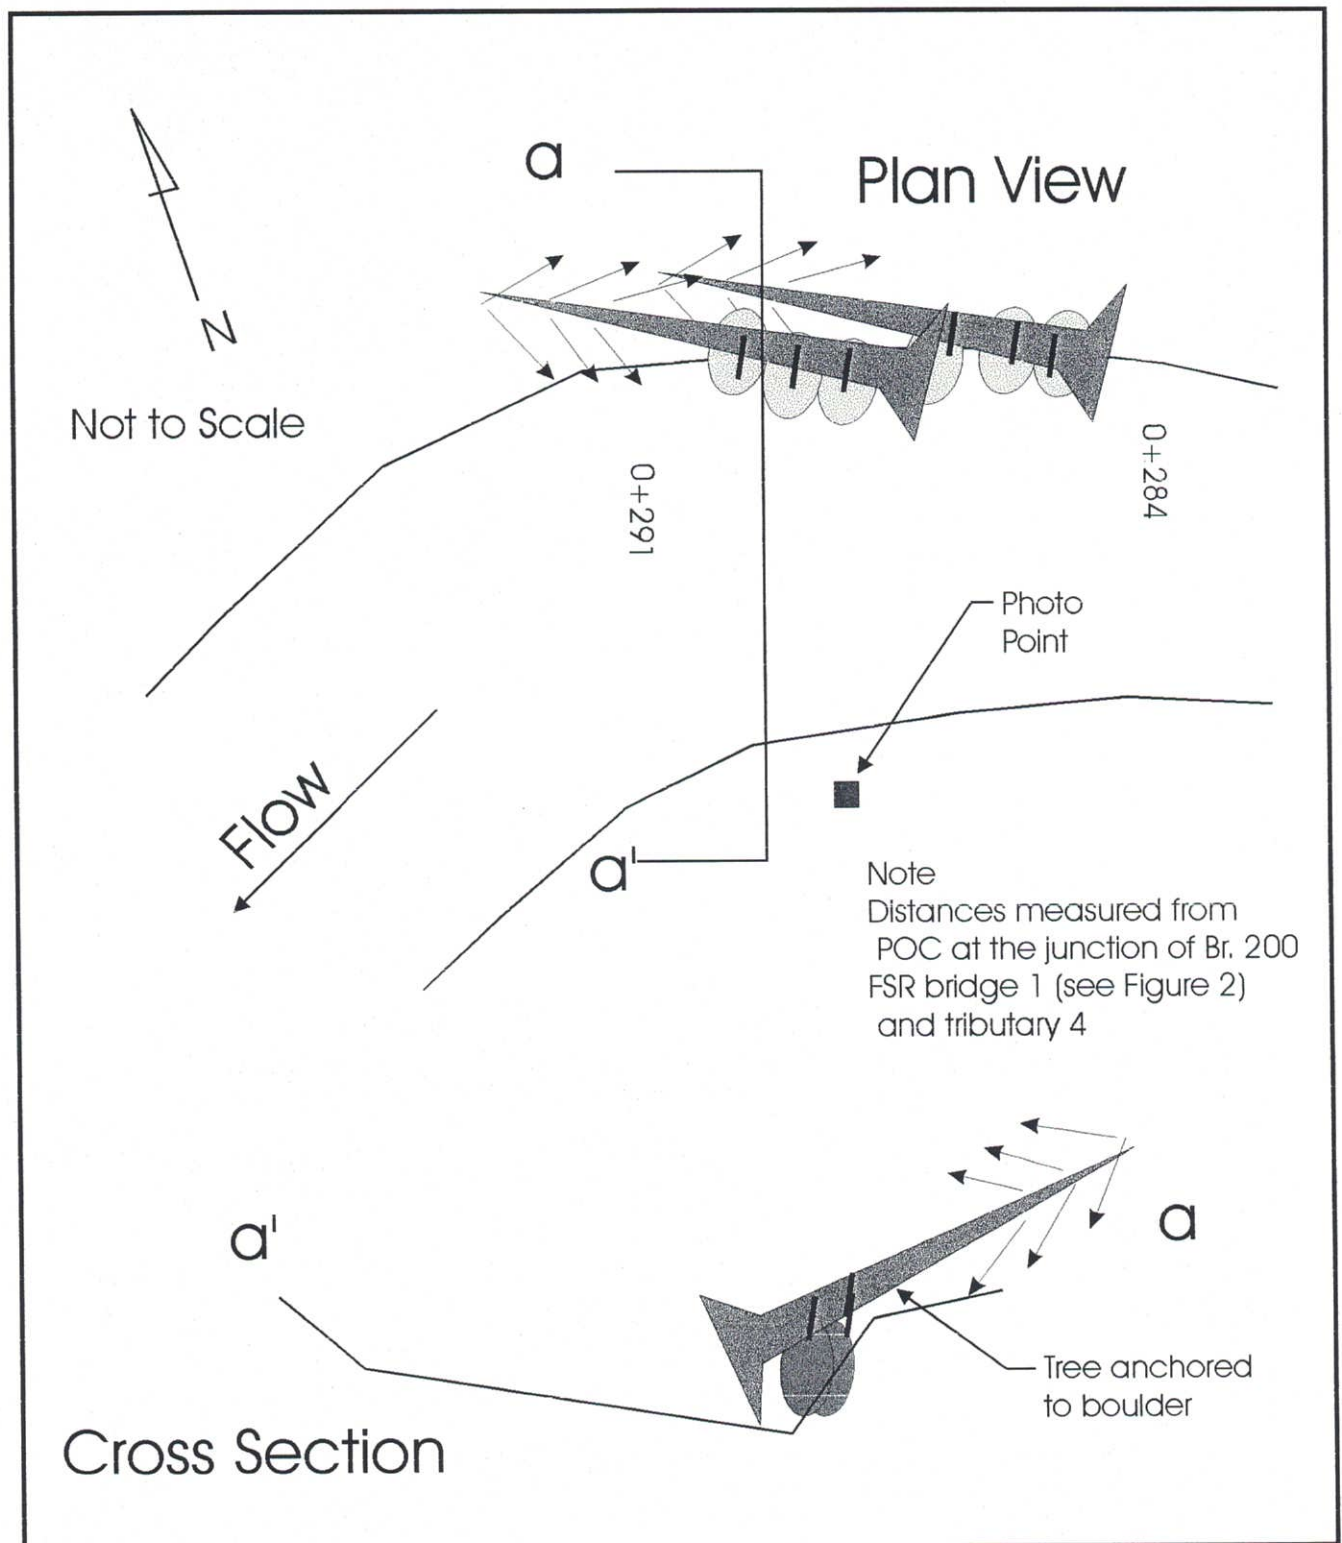 a
Plan View
N
Not to Scale
0+291
0+284
Photo
Point
Flow
a'
Note
Distances measured from
POC at the junction of Br. 200
FSR bridge 1 (see Figure 2)
and tributary 4
a'
a
Tree anchored
to boulder
Cross Section